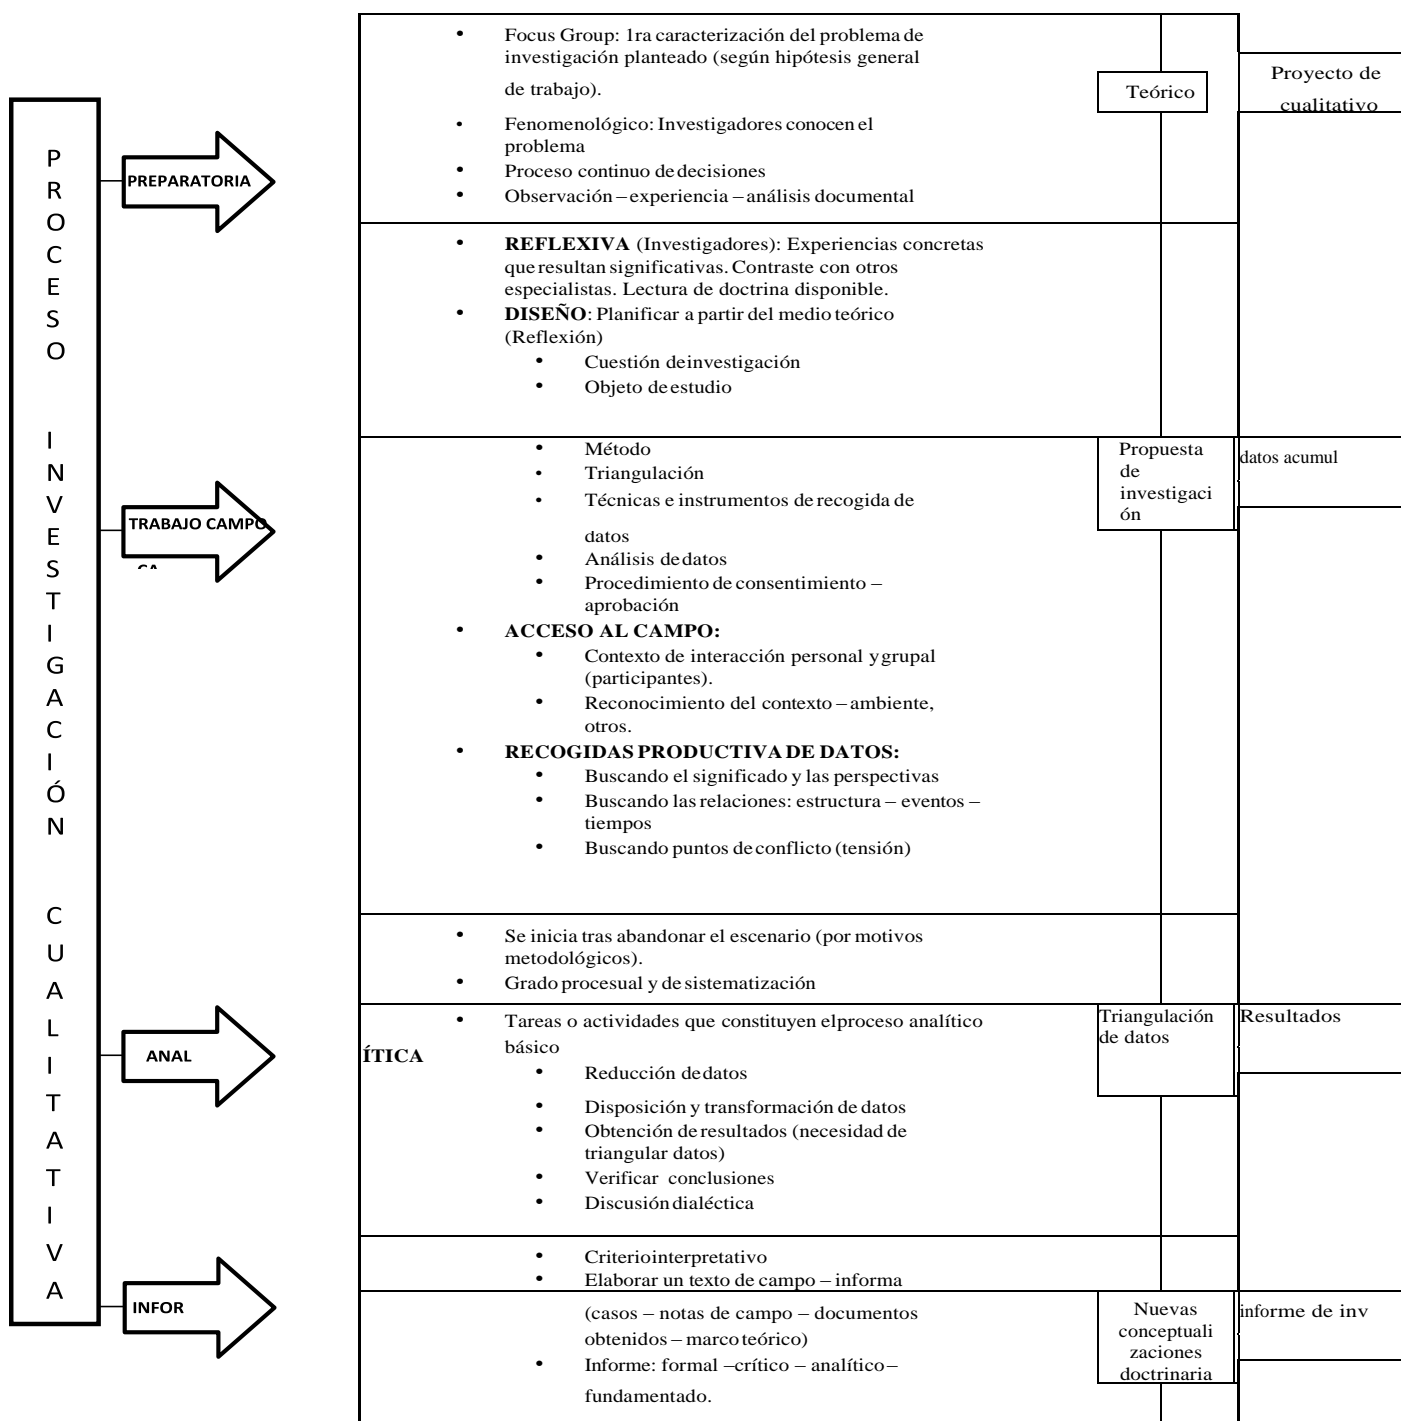 PROCESO INVESTIGACIÓN CUALITATIVA
PREPARATORIA
• Focus Group: 1ra caracterización del problema de
investigación planteado (según hipótesis general
de trabajo).
• Fenomenológico: Investigadores conocen el
problema
• Proceso continuo de decisiones
• Observación – experiencia – análisis documental
Teórico
Proyecto de
cualitativo
• REFLEXIVA (Investigadores): Experiencias concretas
que resultan significativas. Contraste con otros
especialistas. Lectura de doctrina disponible.
• DISEÑO: Planificar a partir del medio teórico
(Reflexión)
• Cuestión de investigación
• Objeto de estudio
TRABAJO CAMPO
• Método
• Triangulación
• Técnicas e instrumentos de recogida de
datos
• Análisis de datos
• Procedimiento de consentimiento –
aprobación
• ACCESO AL CAMPO:
• Contexto de interacción personal y grupal
(participantes).
• Reconocimiento del contexto – ambiente,
otros.
• RECOGIDAS PRODUCTIVA DE DATOS:
• Buscando el significado y las perspectivas
• Buscando las relaciones: estructura – eventos –
tiempos
• Buscando puntos de conflicto (tensión)
Propuesta
de
investigaci
ón
datos acumul
• Se inicia tras abandonar el escenario (por motivos
metodológicos).
• Grado procesual y de sistematización
ANAL
ÍTICA
• Tareas o actividades que constituyen el proceso analítico
básico
• Reducción de datos
• Disposición y transformación de datos
• Obtención de resultados (necesidad de
triangular datos)
• Verificar conclusiones
• Discusión dialéctica
Triangulación
de datos
Resultados
• Criterio interpretativo
• Elaborar un texto de campo – informa
INFOR
(casos – notas de campo – documentos
obtenidos – marco teórico)
• Informe: formal – crítico – analítico –
fundamentado.
Nuevas
conceptuali
zaciones
doctrinaria
informe de inv